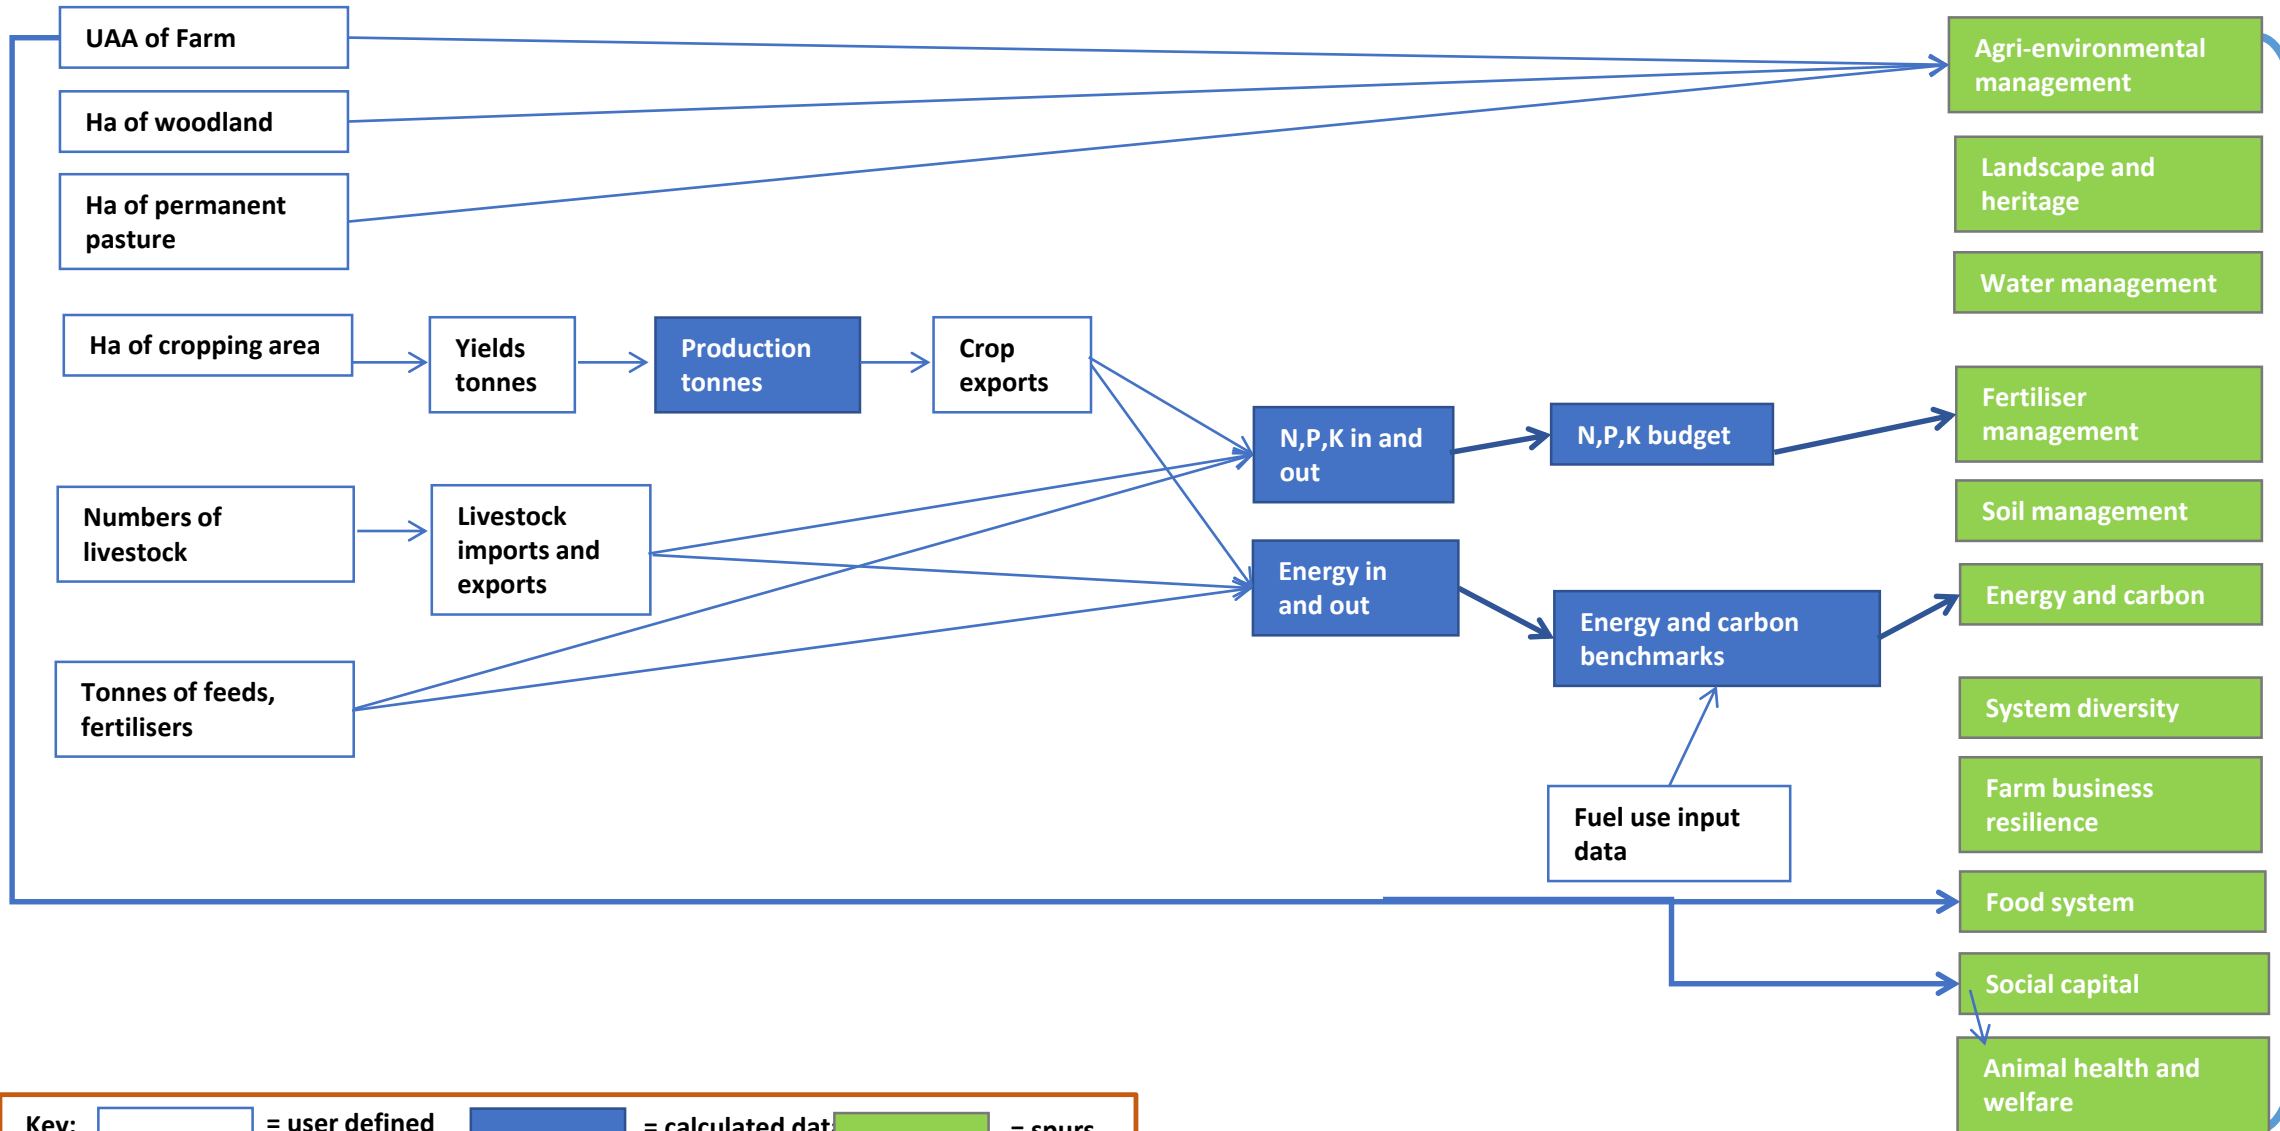 UAA of Farm
Ha of woodland
Ha of permanent
pasture
Ha of cropping area
Yields
tonnes
Production
tonnes
Crop
exports
Numbers of
livestock
Livestock
imports and
exports
Tonnes of feeds,
fertilisers
N,P,K in and
out
N,P,K budget
Energy in
and out
Energy and carbon
benchmarks
Fuel use input
data
Agri-environmental
management
Landscape and
heritage
Water management
Fertiliser
management
Soil management
Energy and carbon
System diversity
Farm business
resilience
Food system
Social capital
Animal health and
welfare
Key:
= user defined
= calculated data
= spurs